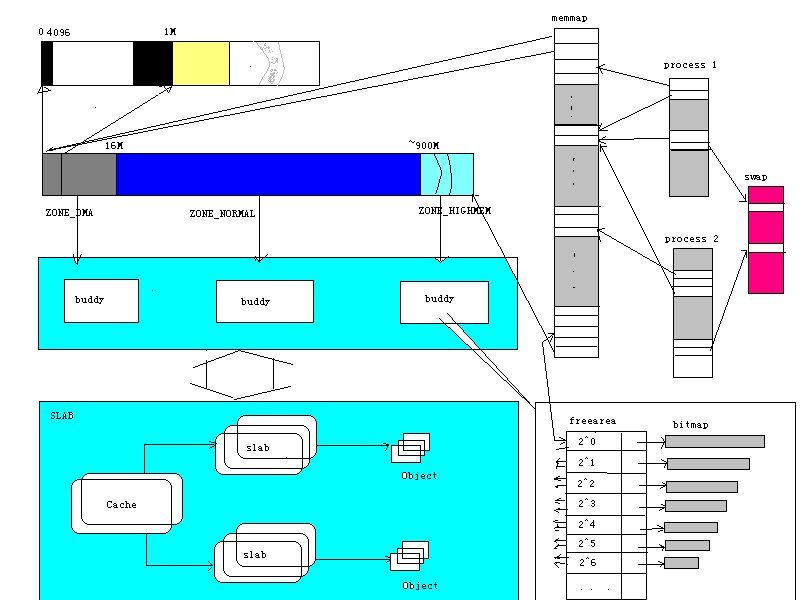 memmap
0 4096
1M
process 1
16M
~900M
swap
ZONE_DMA
ZONE_NORMAL
ZONE_HIGHMEM
process 2
buddy
buddy
buddy
SLAB
freearea
bitmap
2^0
slab
2^1
Object
2^2
Cache
2^3
2^4
slab
2^5
2^6
Object
. . .